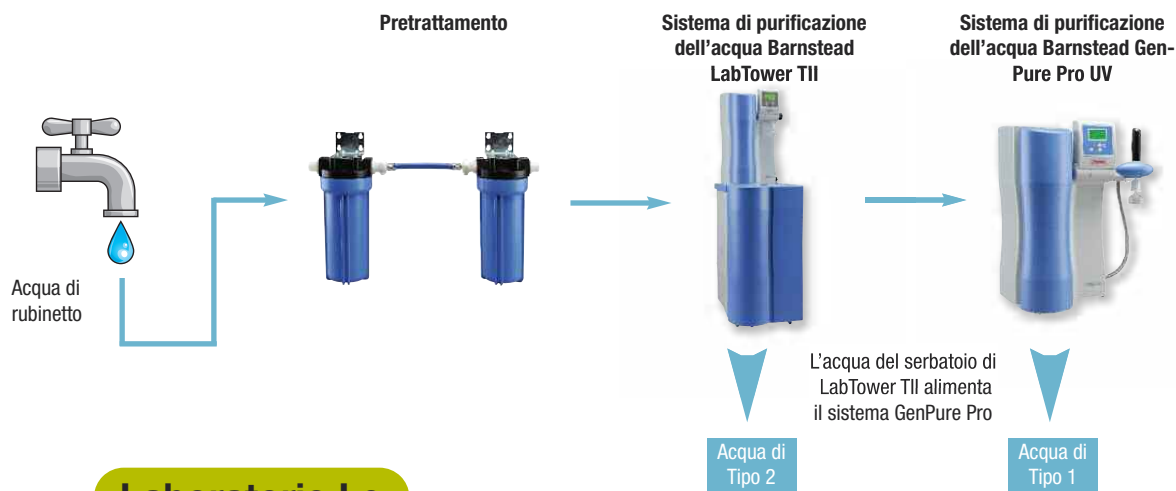 Pretrattamento
Sistema di purificazione
dell'acqua Barnstead
LabTower TII
Sistema di purificazione
dell'acqua Barnstead Gen-
Pure Pro UV
Acqua di
rubinetto
L'acqua del serbatoio di
LabTower TII alimenta
il sistema GenPure Pro
Acqua di
Tipo 2
Acqua di
Tipo 1